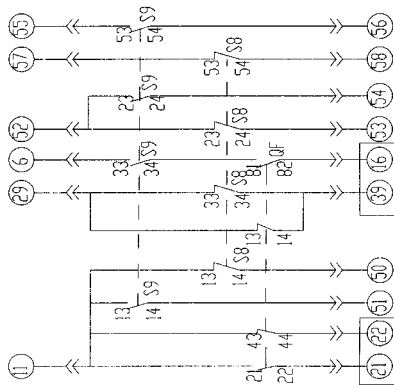 55 53 S9 54 56
57 53 S8 54 58
23 S9 24 54
52 23 S8 24 53
6 33 S9 34 81 QF 82 16
29 33 S8 34 39
13 14
13 S8 14 50
13 S9 14 51
43 44 22
11 21 22 21